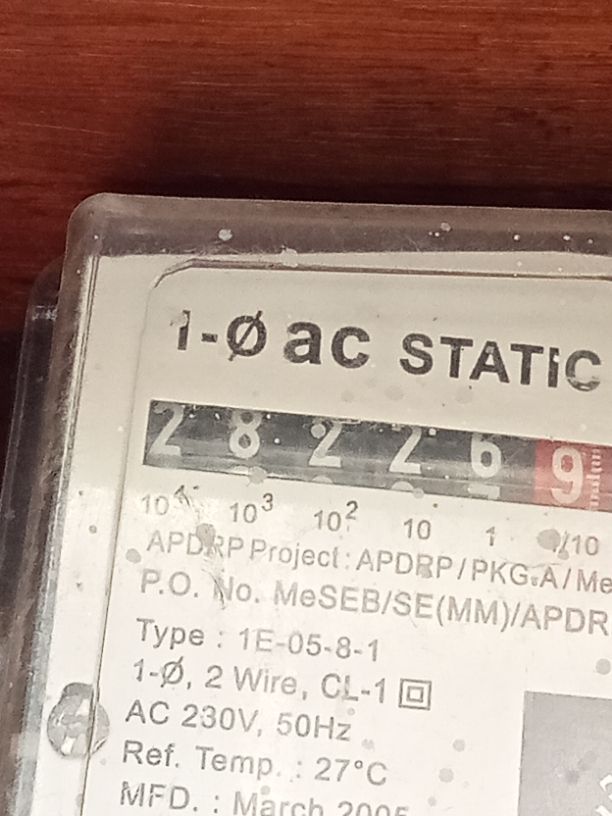 1-Ø ac STATiC
2 8 2 2 6 9
10⁴ 10³ 10² 10 1 1/10
APDRP Project : APDRP/PKG-A/Me
P.O. No. MeSEB/SE(MM)/APDR
Type : 1E-05-8-1
1-Ø, 2 Wire, CL-1
AC 230V, 50Hz
Ref. Temp. : 27°C
MFD. : March 2005